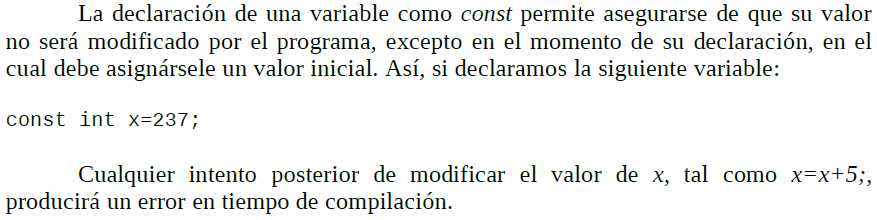 La declaración de una variable como const permite asegurarse de que su valor
no será modificado por el programa, excepto en el momento de su declaración, en el
cual debe asignársele un valor inicial. Así, si declaramos la siguiente variable:
const int x=237;
Cualquier intento posterior de modificar el valor de x, tal como x=x+5;,
producirá un error en tiempo de compilación.